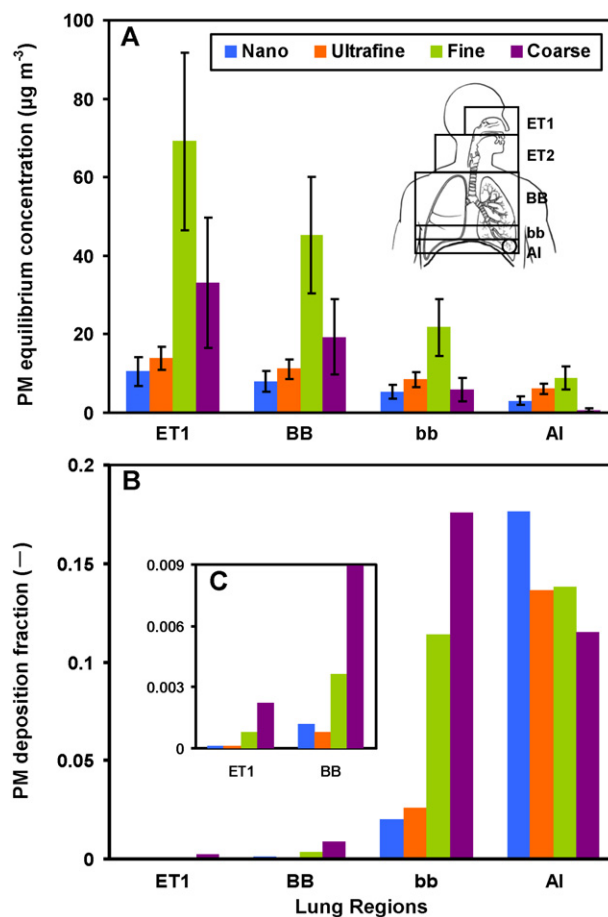 A
Nano Ultrafine Fine Coarse
PM equilibrium concentration (µg m-3)
100
80
60
40
20
0
ET1
ET2
BB
bb
AI
ET1 BB bb AI
B
PM deposition fraction (—)
0.2
0.15
0.1
0.05
0
C
0.009
0.006
0.003
0
ET1 BB
ET1 BB bb AI
Lung Regions